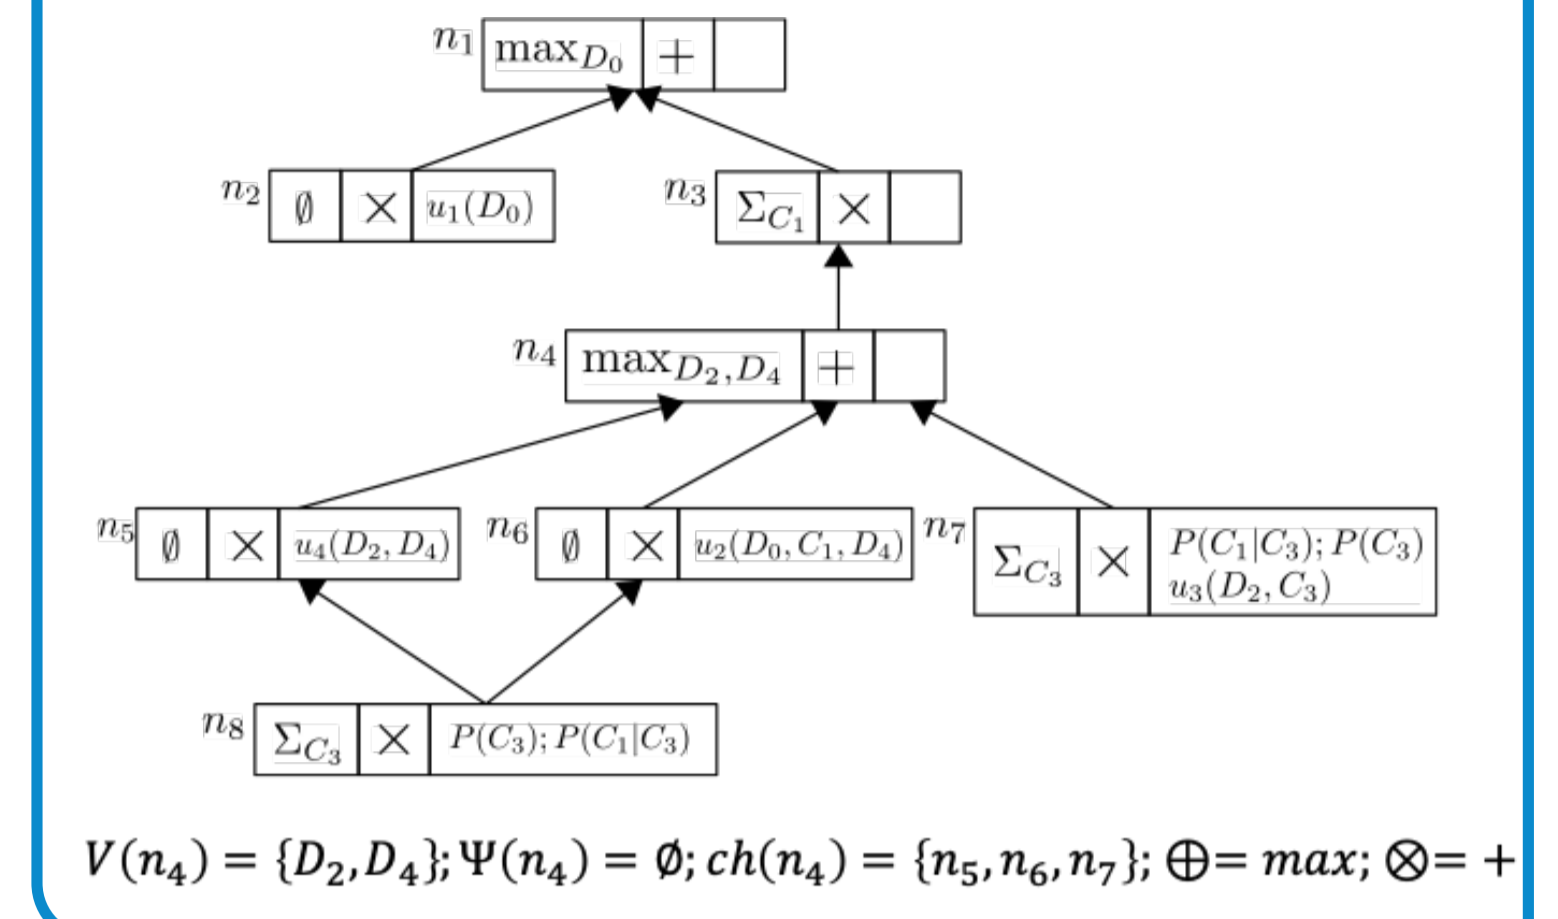 n₁ max_{D₀} +
n₂ ∅ × u₁(D₀)
n₃ Σ_{C₁} ×
n₄ max_{D₂,D₄} +
n₅ ∅ × u₄(D₂, D₄)
n₆ ∅ × u₂(D₀, C₁, D₄)
n₇ Σ_{C₃} × P(C₁|C₃); P(C₃)
u₃(D₂, C₃)
n₈ Σ_{C₃} × P(C₃); P(C₁|C₃)
V(n₄) = {D₂,D₄}; Ψ(n₄) = ∅; ch(n₄) = {n₅, n₆, n₇}; ⊕= max; ⊗= +